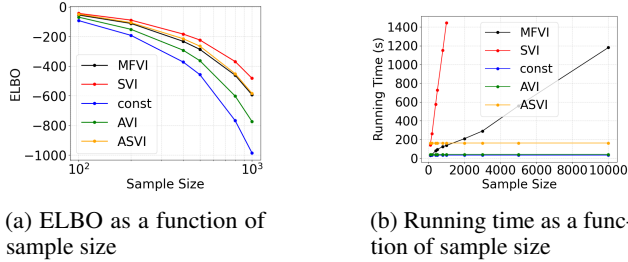 0
−200
−400
−600
−800
−1000
ELBO
MFVI
SVI
const
AVI
ASVI
10²
10³
Sample Size
1400
1200
1000
800
600
400
200
0
Running Time (s)
MFVI
SVI
const
AVI
ASVI
0
2000
4000
6000
8000
10000
Sample Size
(a) ELBO as a function of
sample size
(b) Running time as a func-
tion of sample size